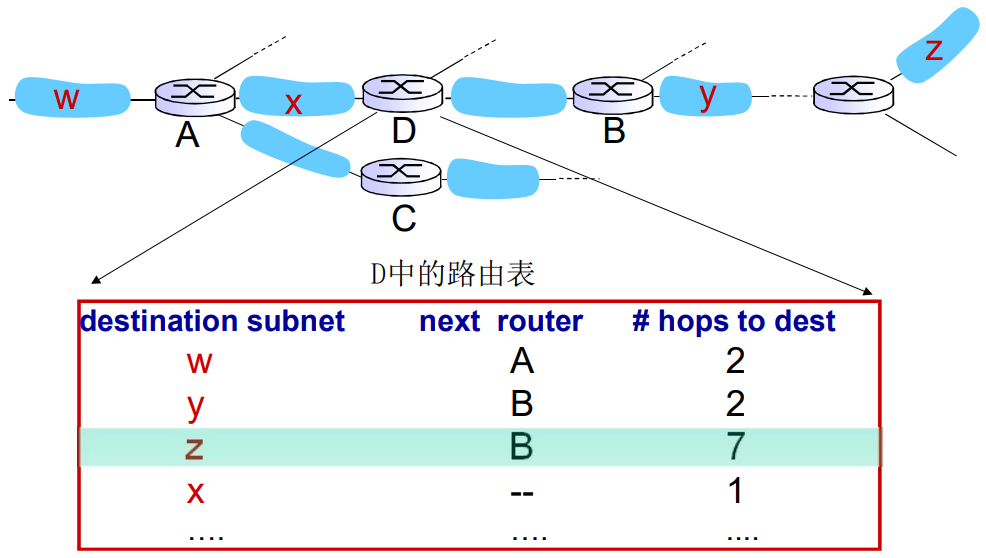 z
w
x
y
A
D
B
C
D中的路由表
destination subnet next router # hops to dest
w A 2
y B 2
z B 7
x -- 1
.... .... ....